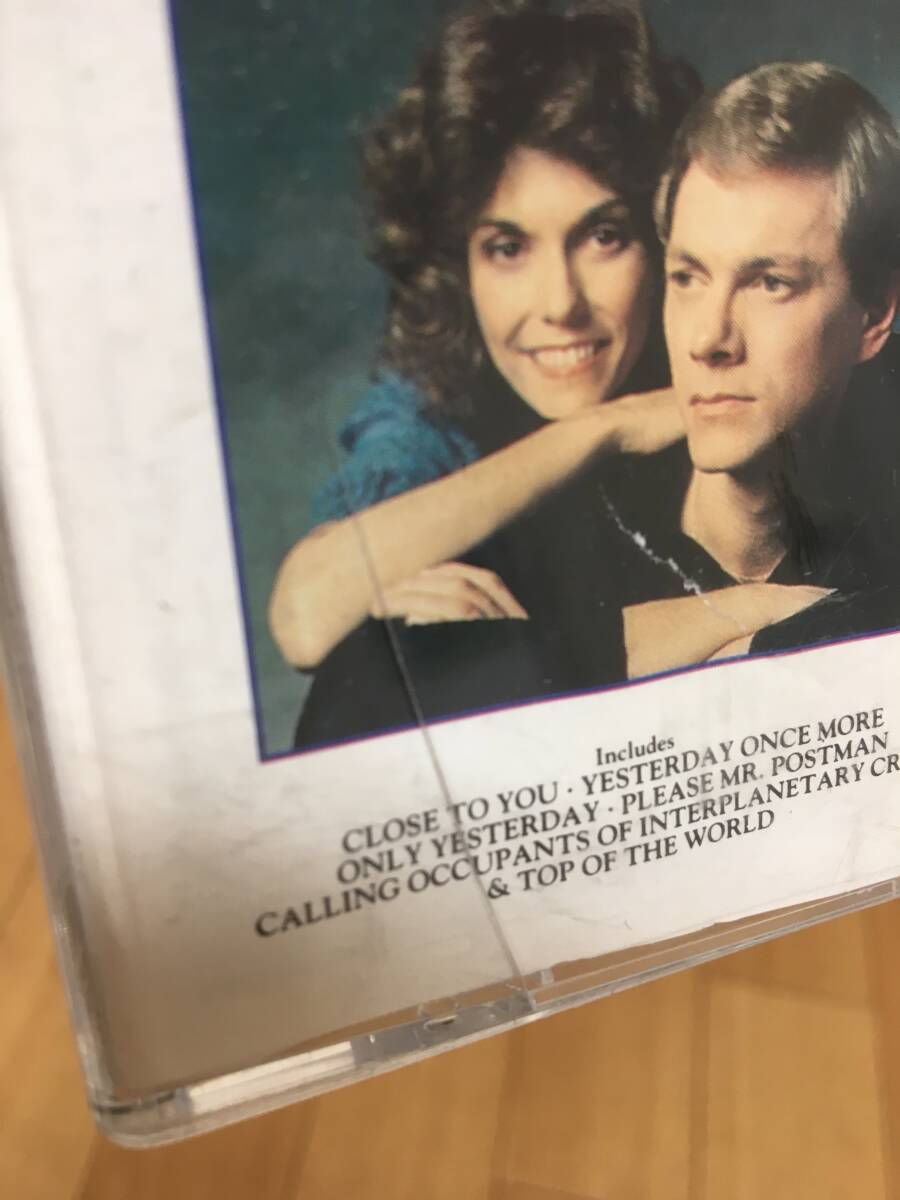 Includes
CLOSE TO YOU · YESTERDAY ONCE MORE
ONLY YESTERDAY · PLEASE MR. POSTMAN
CALLING OCCUPANTS OF INTERPLANETARY
& TOP OF THE WORLD